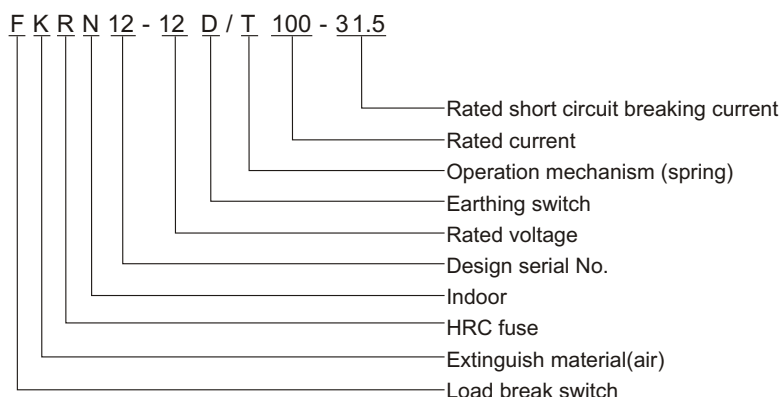 F K R N 12 - 12 D / T 100 - 31.5
Rated short circuit breaking current
Rated current
Operation mechanism (spring)
Earthing switch
Rated voltage
Design serial No.
Indoor
HRC fuse
Extinguish material(air)
Load break switch